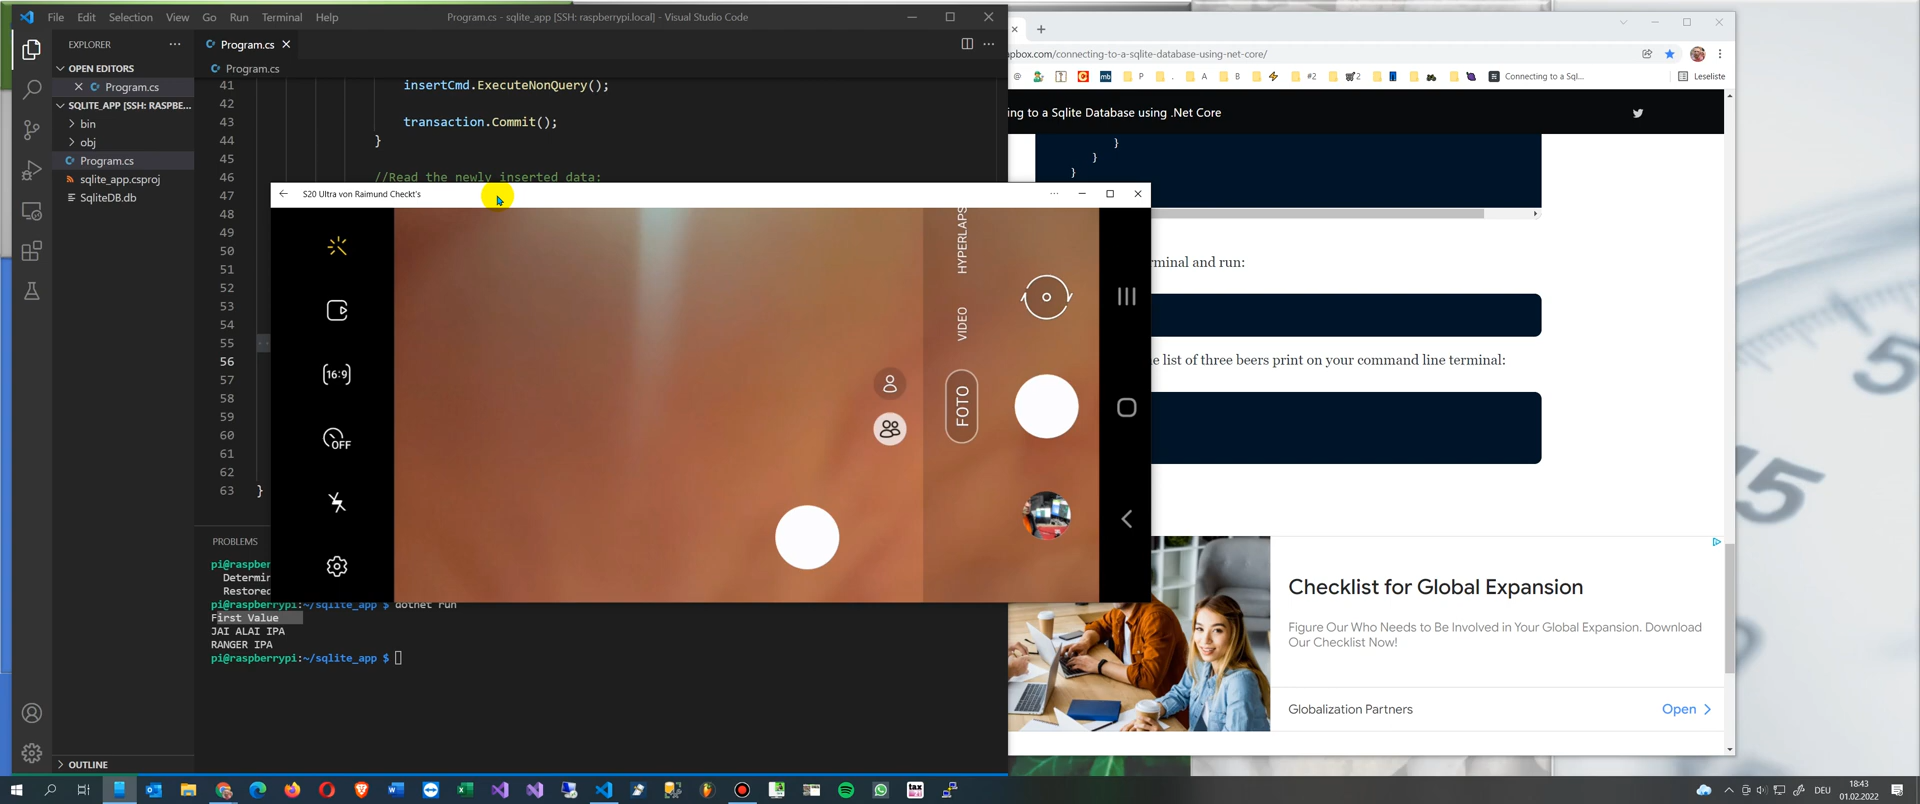 File Edit Selection View Go Run Terminal Help
Program.cs - sqlite_app [SSH: raspberrypi.local] - Visual Studio Code
EXPLORER
OPEN EDITORS
Program.cs
SQLITE_APP [SSH: RASPBE...
bin
obj
Program.cs
sqlite_app.csproj
SqliteDB.db
OUTLINE
Program.cs
Program.cs
41 insertCmd.ExecuteNonQuery();
42
43 transaction.Commit();
44 }
45
46 //Read the newly inserted data:
47
48
49
50
51
52
53
54
55
56
57
58
59
60
61
62
63 }
PROBLEMS
pi@raspber
Determin
Restored
pi@raspberrypi:~/sqlite_app $ dotnet run
First Value
JAI ALAI IPA
RANGER IPA
pi@raspberrypi:~/sqlite_app $
S20 Ultra von Raimund Checkt's
16:9
OFF
HYPERLAPS
VIDEO
FOTO
pbox.com/connecting-to-a-sqlite-database-using-net-core/
P . A B #2 2 Connecting to a Sql... Leseliste
ing to a Sqlite Database using .Net Core
}
}
}
rminal and run:
e list of three beers print on your command line terminal:
Checklist for Global Expansion
Figure Our Who Needs to Be Involved in Your Global Expansion. Download
Our Checklist Now!
Globalization Partners
Open
5
45
DEU
18:43
01.02.2022